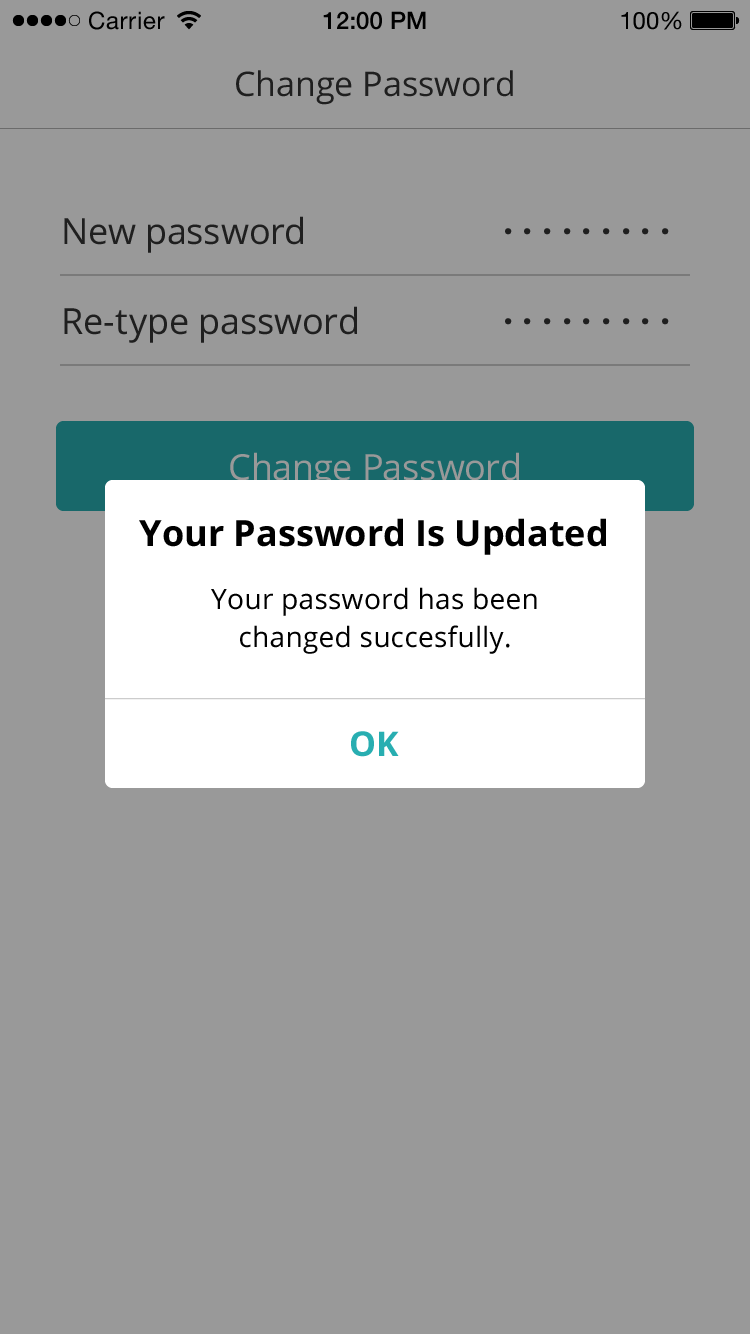 Carrier 12:00 PM 100%
Change Password
New password •••••••••
Re-type password •••••••••
Change Password
Your Password Is Updated
Your password has been
changed succesfully.
OK